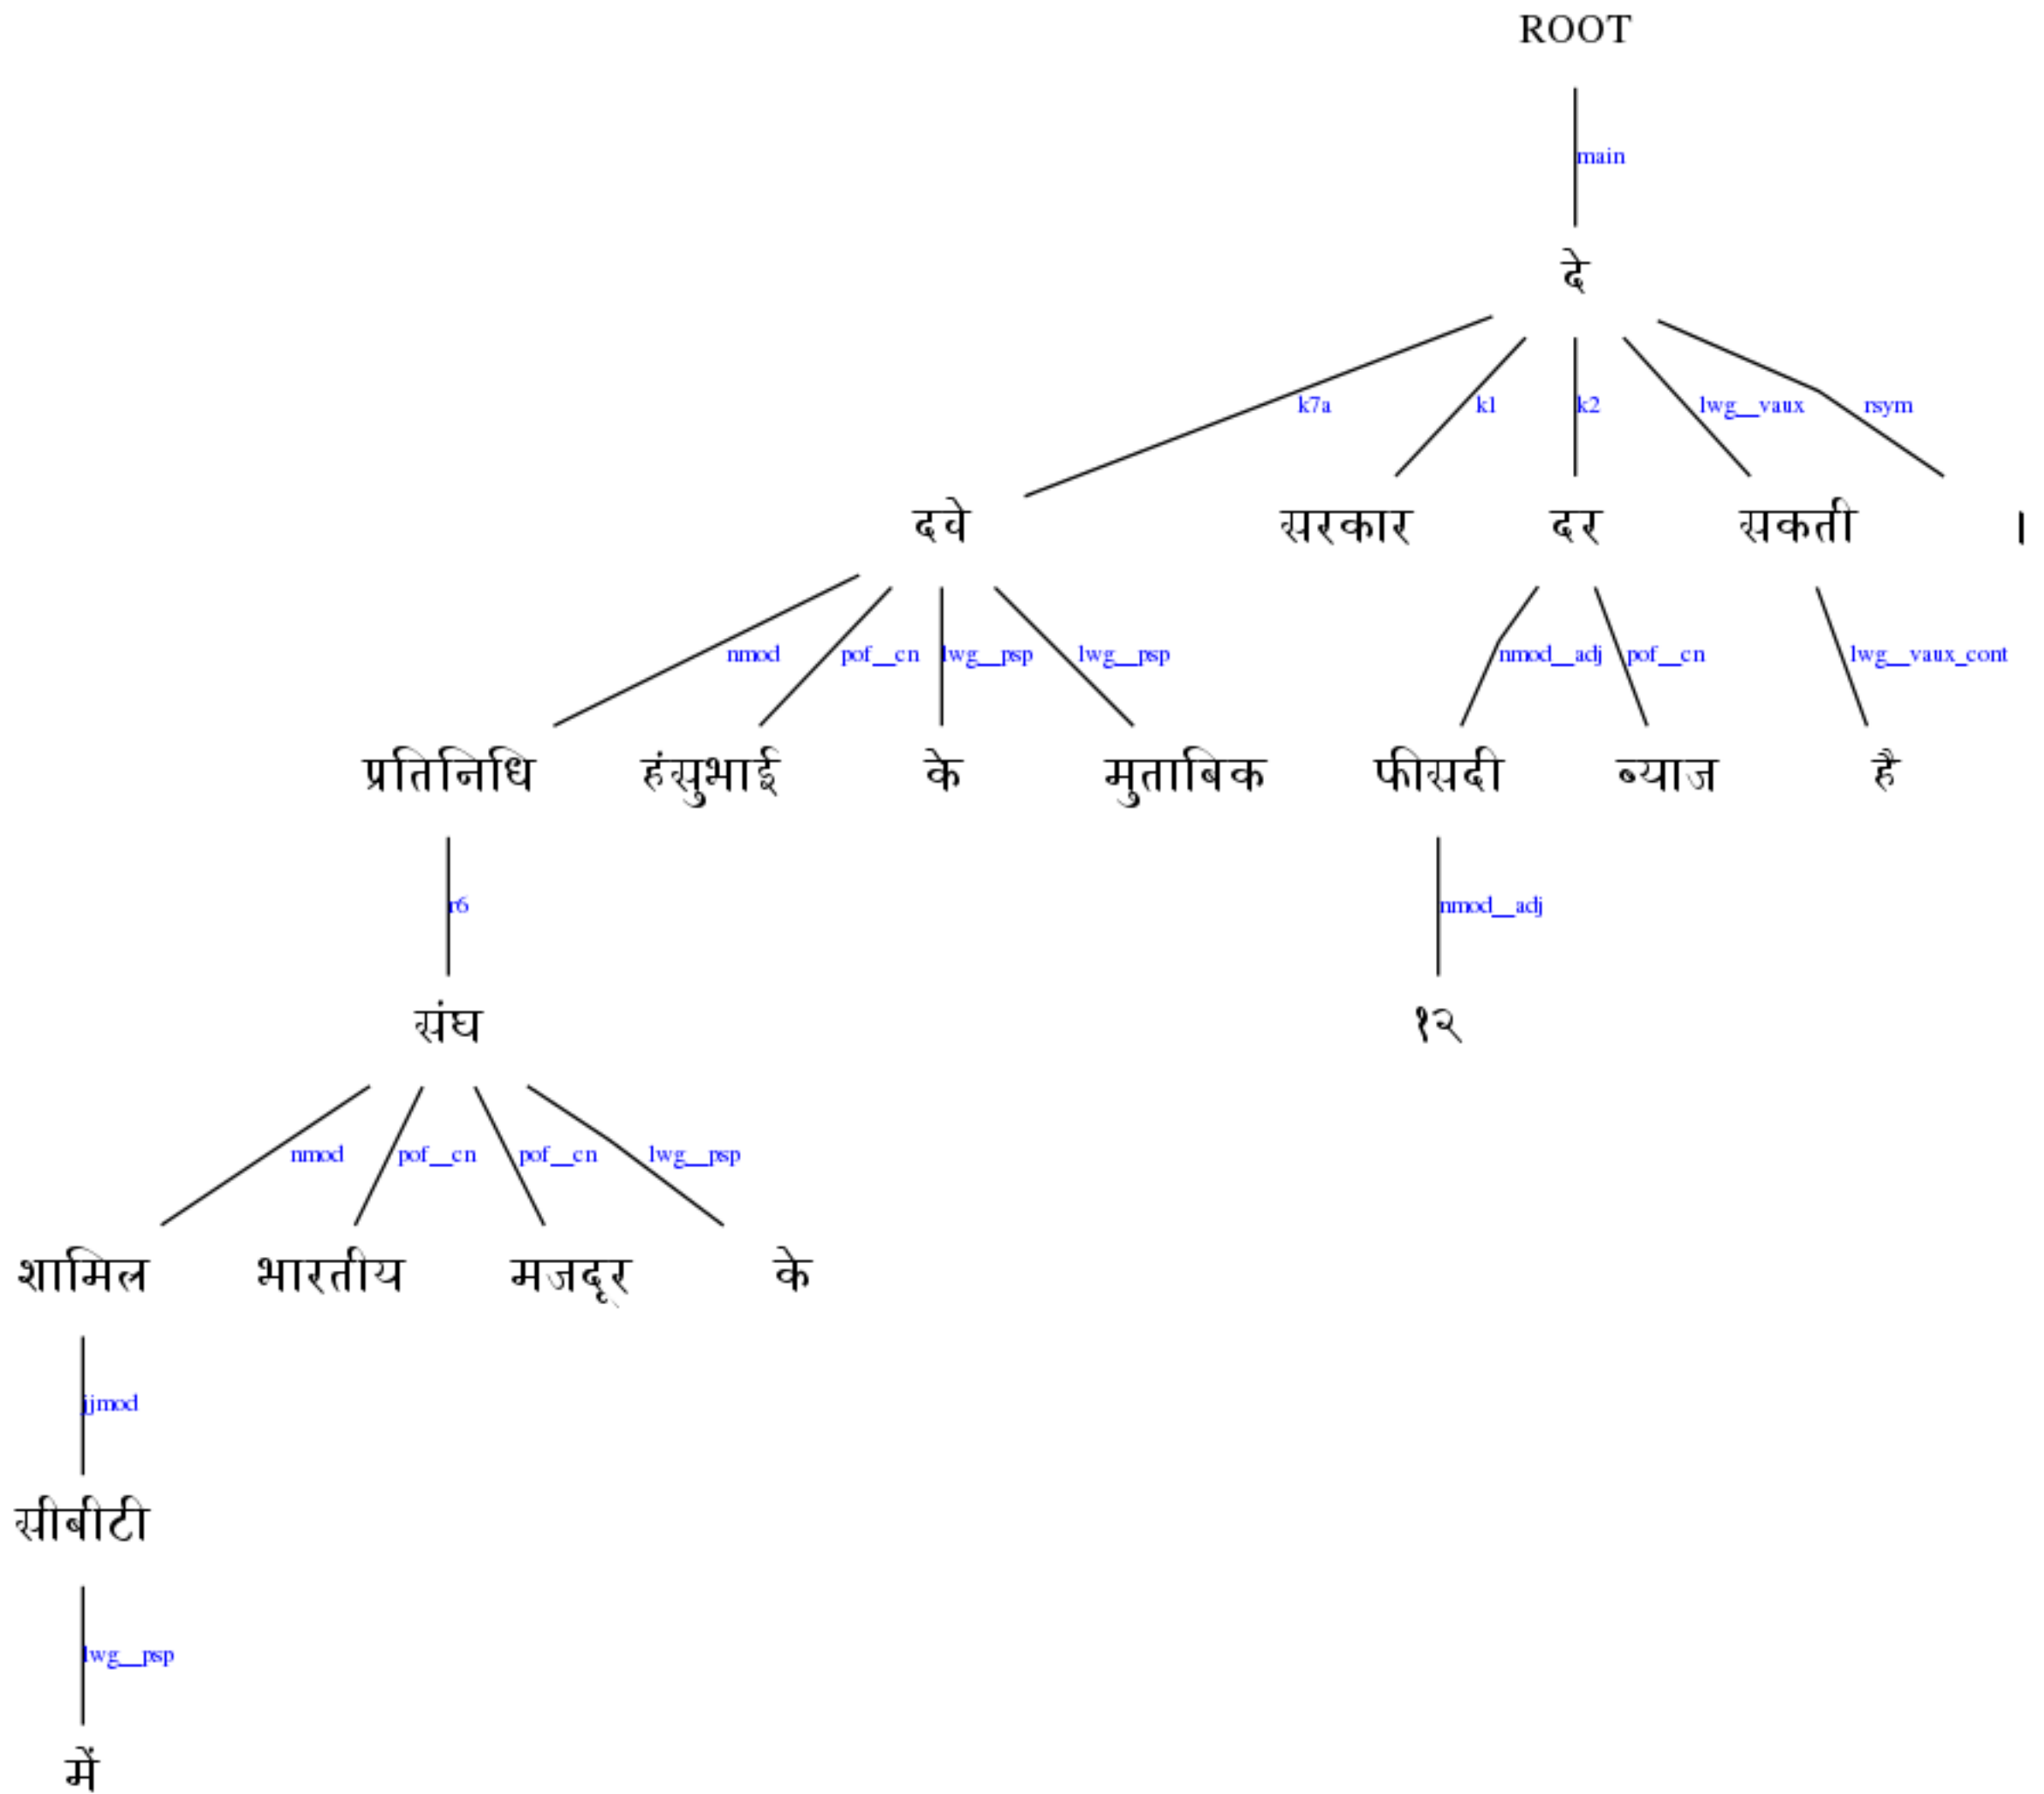 ROOT
main
दे
k7a k1 k2 lwg__vaux rsym
दवे सरकार दर सकती ।
nmod pof__cn lwg__psp lwg__psp nmod__adj pof__cn lwg__vaux_cont
प्रतिनिधि हंसुभाई के मुताबिक फीसदी ब्याज है
r6 nmod__adj
संघ १२
nmod pof__cn pof__cn lwg__psp
शामिल भारतीय मजदूर के
jjmod
सीबीटी
lwg__psp
में